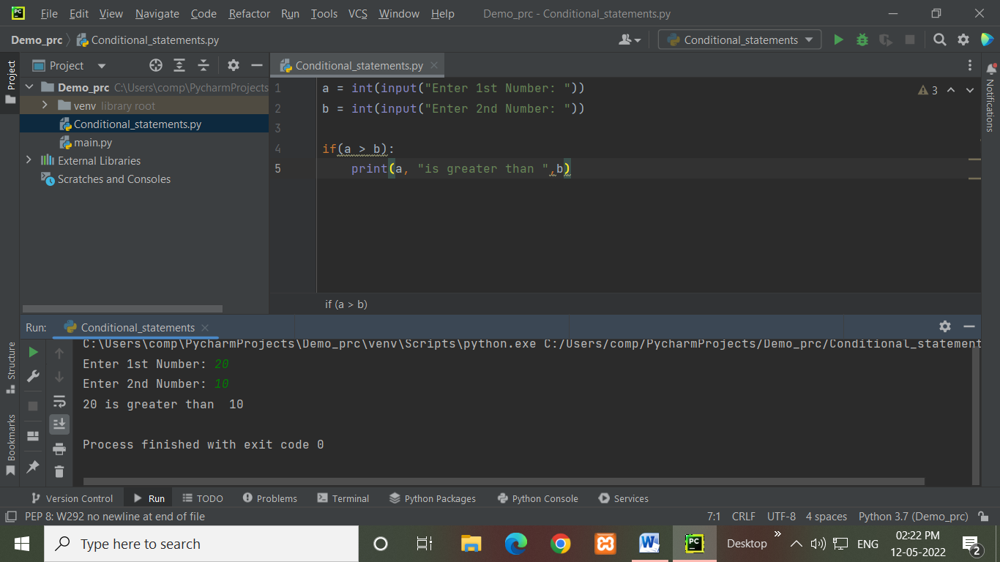 PC
File Edit View Navigate Code Refactor Run Tools VCS Window Help Demo_prc - Conditional_statements.py
Demo_prc Conditional_statements.py Conditional_statements
Project Project Conditional_statements.py Notifications
Demo_prc C:\Users\comp\PycharmProjects
venv library root
Conditional_statements.py
main.py
External Libraries
Scratches and Consoles
1 a = int(input("Enter 1st Number: ")) 3
2 b = int(input("Enter 2nd Number: "))
3
4 if(a > b):
5 print(a, "is greater than ",b)
if (a > b)
Run: Conditional_statements
C:\Users\comp\PycharmProjects\Demo_prc\venv\Scripts\python.exe C:/Users/comp/PycharmProjects/Demo_prc/Conditional_statement
Enter 1st Number: 20
Enter 2nd Number: 10
20 is greater than  10
Process finished with exit code 0
Structure
Bookmarks
Version Control Run TODO Problems Terminal Python Packages Python Console Services
PEP 8: W292 no newline at end of file 7:1 CRLF UTF-8 4 spaces Python 3.7 (Demo_prc)
Type here to search W PC Desktop » ENG 02:22 PM
12-05-2022 2